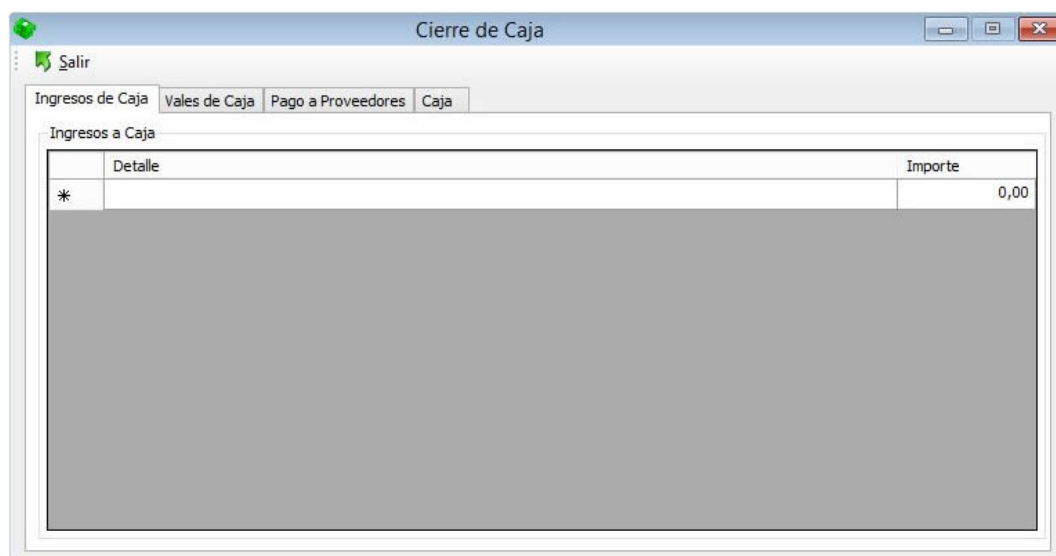 Cierre de Caja
Salir
Ingresos de Caja Vales de Caja Pago a Proveedores Caja
Ingresos a Caja
Detalle Importe
0,00